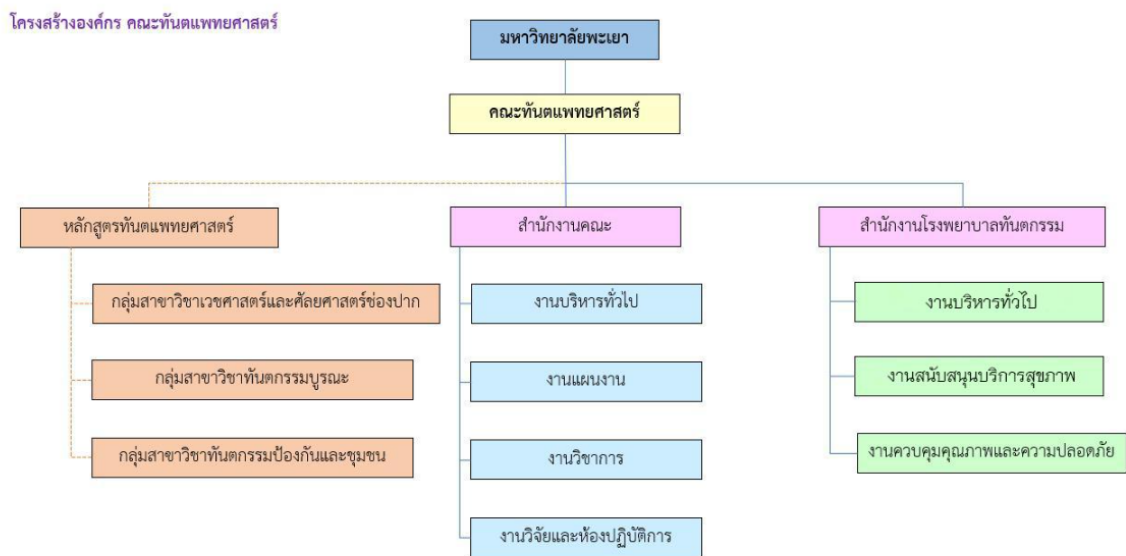 โครงสร้างองค์กร คณะทันตแพทยศาสตร์
มหาวิทยาลัยพะเยา
คณะทันตแพทยศาสตร์
หลักสูตรทันตแพทยศาสตร์
กลุ่มสาขาวิชาเวชศาสตร์และศัลยศาสตร์ช่องปาก
กลุ่มสาขาวิชาทันตกรรมบูรณะ
กลุ่มสาขาวิชาทันตกรรมป้องกันและชุมชน
สำนักงานคณะ
งานบริหารทั่วไป
งานแผนงาน
งานวิชาการ
งานวิจัยและห้องปฏิบัติการ
สำนักงานโรงพยาบาลทันตกรรม
งานบริหารทั่วไป
งานสนับสนุนบริการสุขภาพ
งานควบคุมคุณภาพและความปลอดภัย